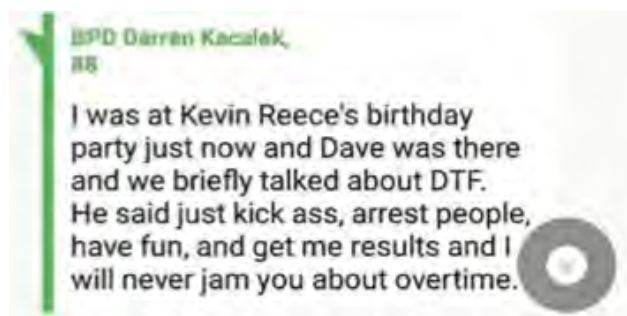 BPD Darren Kacalek,
88
I was at Kevin Reece's birthday
party just now and Dave was there
and we briefly talked about DTF.
He said just kick ass, arrest people,
have fun, and get me results and I
will never jam you about overtime.